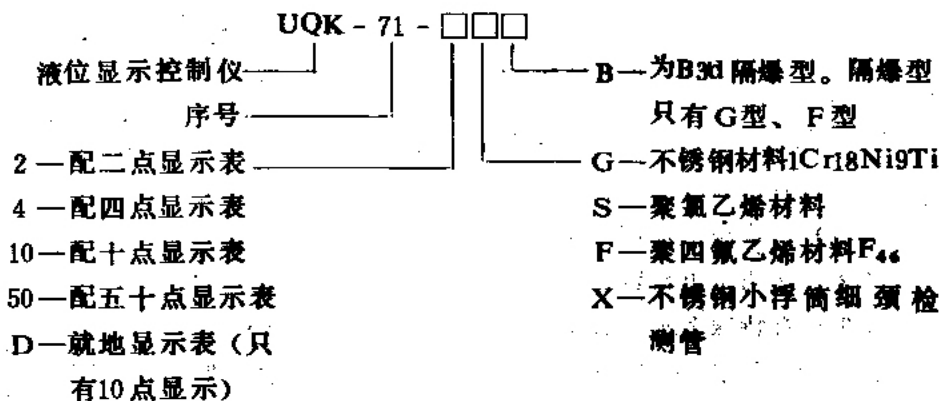 UQK - 71 - □□□
液位显示控制仪
序号
2 —配二点显示表
4 —配四点显示表
10—配十点显示表
50—配五十点显示表
D—就地显示表（只
有10点显示）
B—为B3d 隔爆型。隔爆型
只有G型、F型
G—不锈钢材料1Cr18Ni9Ti
S—聚氯乙烯材料
F—聚四氟乙烯材料F₄₆
X—不锈钢小浮筒细颈检
测管